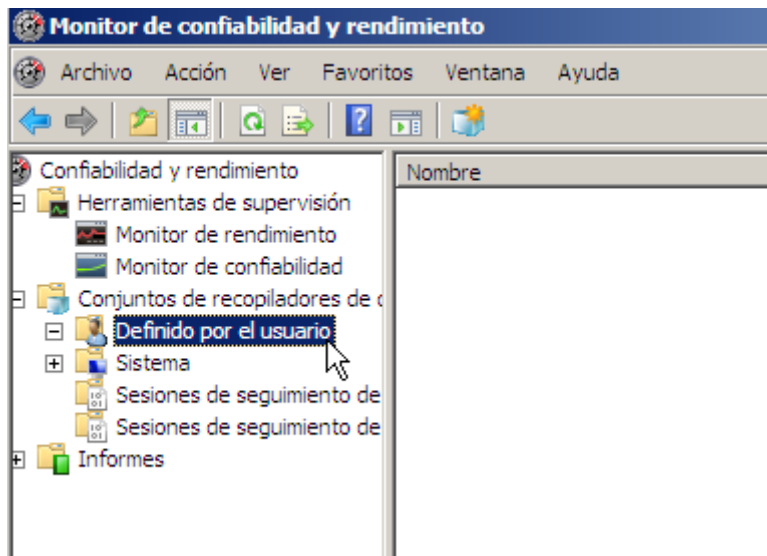 Monitor de confiabilidad y rendimiento
Archivo Acción Ver Favoritos Ventana Ayuda
Confiabilidad y rendimiento
Nombre
Herramientas de supervisión
Monitor de rendimiento
Monitor de confiabilidad
Conjuntos de recopiladores de
Definido por el usuario
Sistema
Sesiones de seguimiento de
Sesiones de seguimiento de
Informes